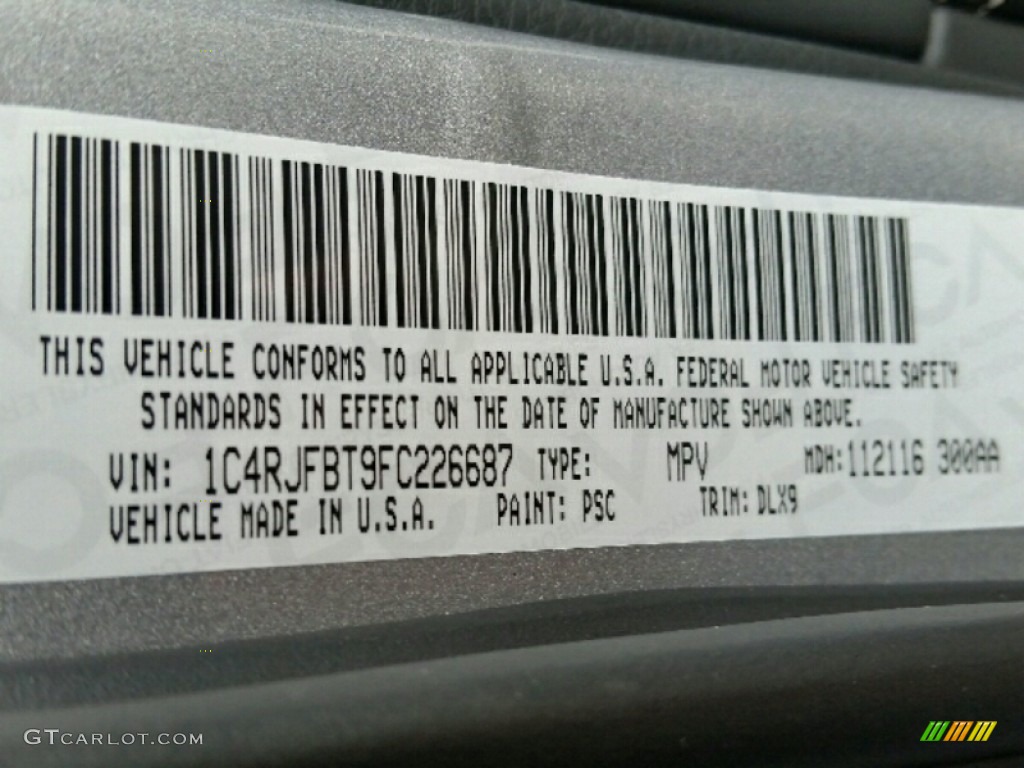 THIS VEHICLE CONFORMS TO ALL APPLICABLE U.S.A. FEDERAL MOTOR VEHICLE SAFETY
STANDARDS IN EFFECT ON THE DATE OF MANUFACTURE SHOWN ABOVE.
VIN: 1C4RJFBT9FC226687 TYPE: MPV MDH: 112116 300AA
VEHICLE MADE IN U.S.A. PAINT: PSC TRIM: DLX9
GTCARLOT.COM